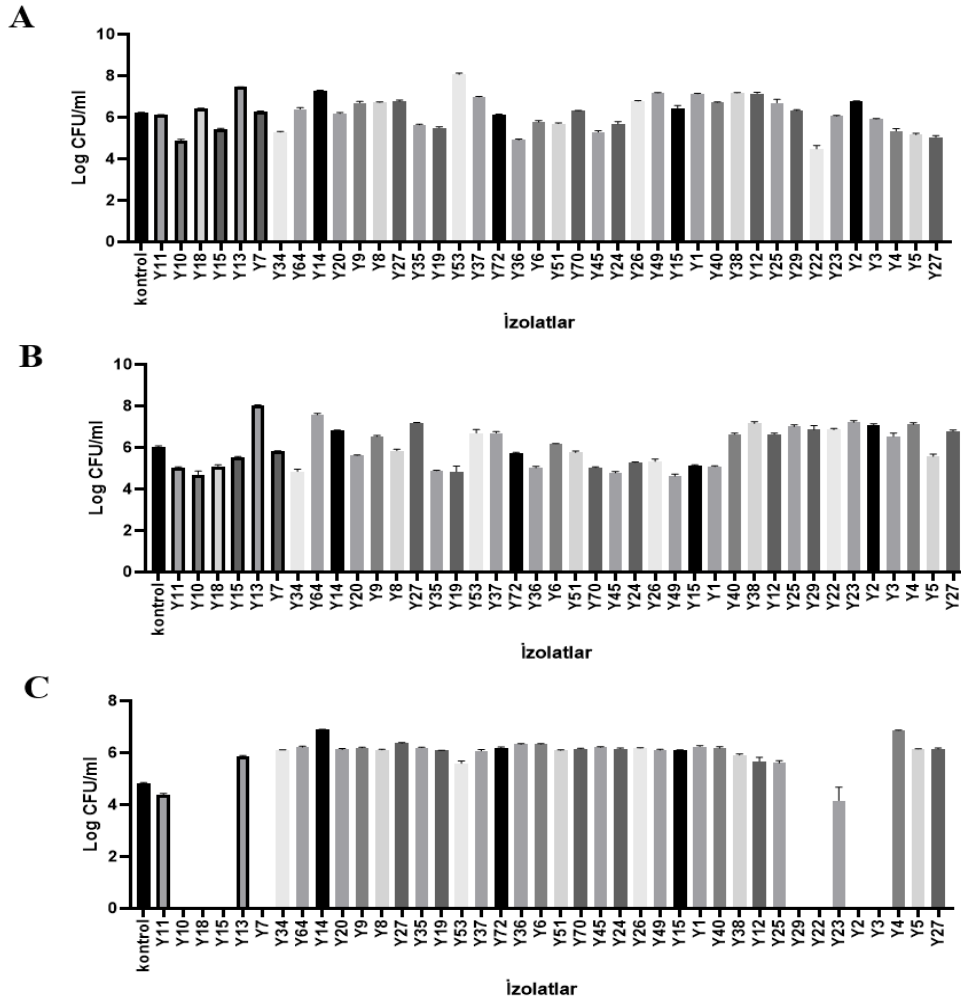 A
Log CFU/ml
10
8
6
4
2
0
kontrol Y11 Y10 Y18 Y15 Y13 Y7 Y34 Y64 Y14 Y20 Y9 Y8 Y27 Y35 Y19 Y53 Y37 Y72 Y36 Y6 Y51 Y70 Y45 Y24 Y26 Y49 Y15 Y1 Y40 Y38 Y12 Y25 Y29 Y22 Y23 Y2 Y3 Y4 Y5 Y27
İzolatlar
B
Log CFU/ml
10
8
6
4
2
0
kontrol Y11 Y10 Y18 Y15 Y13 Y7 Y34 Y64 Y14 Y20 Y9 Y8 Y27 Y35 Y19 Y53 Y37 Y72 Y36 Y6 Y51 Y70 Y45 Y24 Y26 Y49 Y15 Y1 Y40 Y38 Y12 Y25 Y29 Y22 Y23 Y2 Y3 Y4 Y5 Y27
İzolatlar
C
Log CFU/ml
8
6
4
2
0
kontrol Y11 Y10 Y18 Y15 Y13 Y7 Y34 Y64 Y14 Y20 Y9 Y8 Y27 Y35 Y19 Y53 Y37 Y72 Y36 Y6 Y51 Y70 Y45 Y24 Y26 Y49 Y15 Y1 Y40 Y38 Y12 Y25 Y29 Y22 Y23 Y2 Y3 Y4 Y5 Y27
İzolatlar